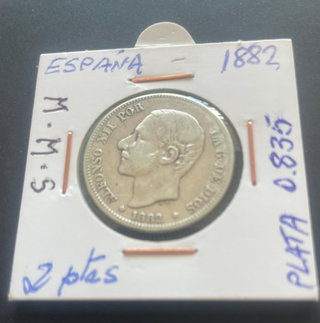 ESPAÑA - 1882
M·M·S
ALFONSO XII POR LA G. DE DIOS
1882
PLATA 0.835
2 ptas